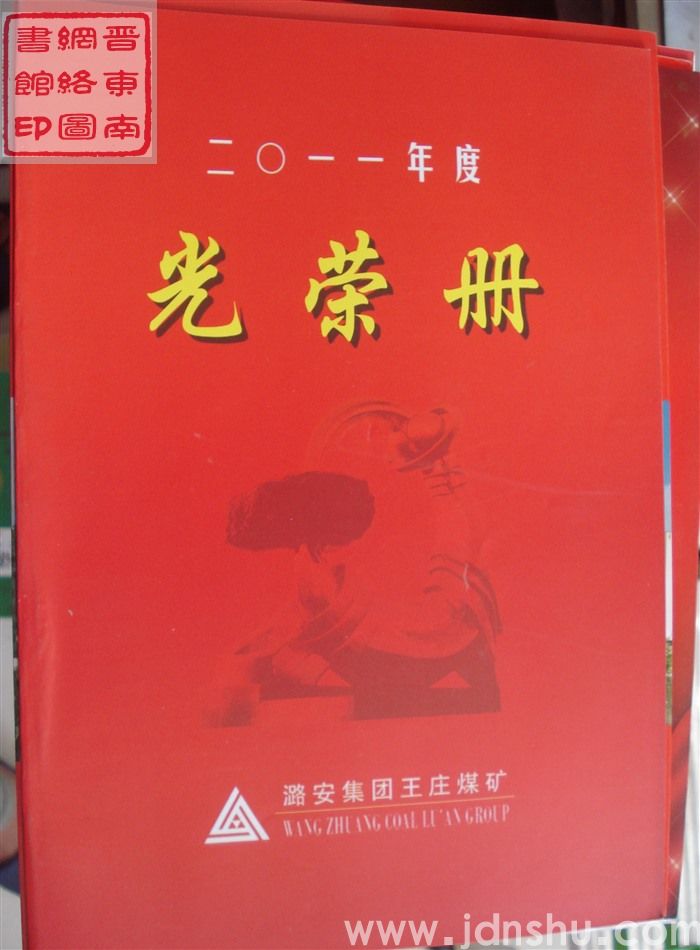 晋東南
網絡圖
書館印
二〇一一年度
光荣册
潞安集团王庄煤矿
WANG ZHUANG COAL LU'AN GROUP
www.jdnshu.com